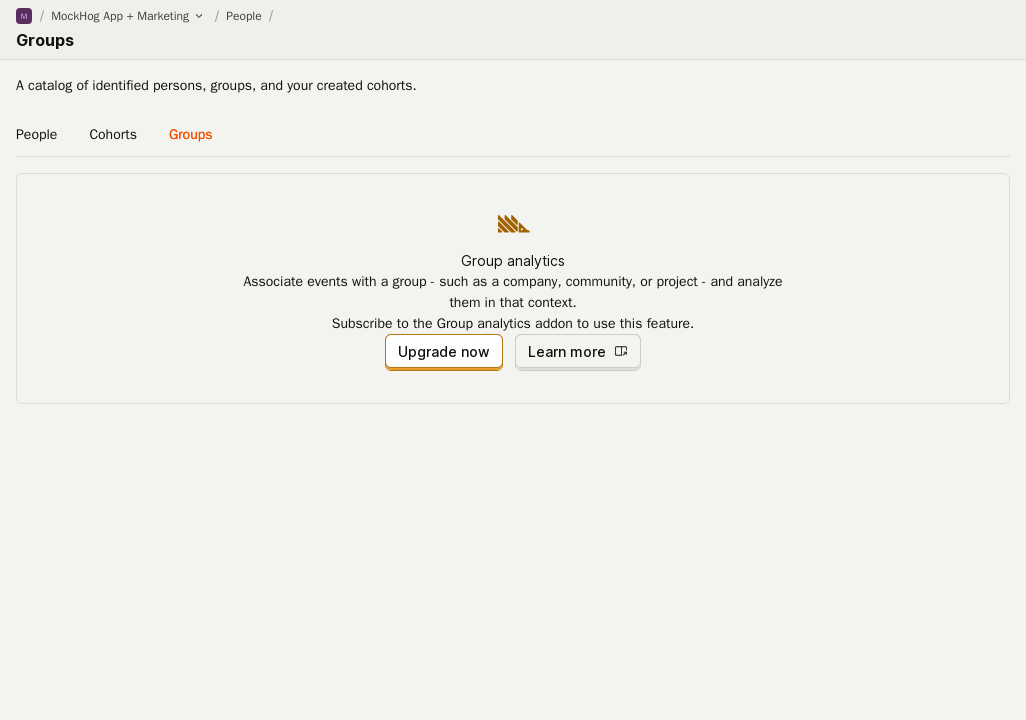 M / MockHog App + Marketing / People /
Groups
A catalog of identified persons, groups, and your created cohorts.
People Cohorts Groups
Group analytics
Associate events with a group - such as a company, community, or project - and analyze
them in that context.
Subscribe to the Group analytics addon to use this feature.
Upgrade now Learn more